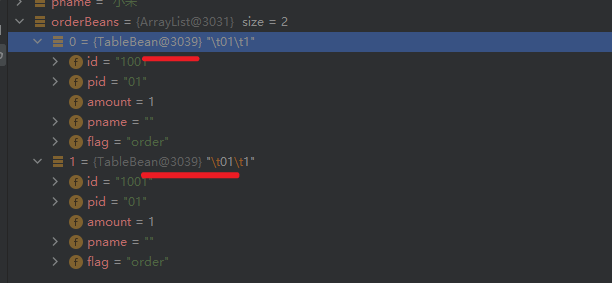 pname = "小米"
orderBeans = {ArrayList@3031} size = 2
0 = {TableBean@3039} "\t01\t1"
id = "1001"
pid = "01"
amount = 1
pname = ""
flag = "order"
1 = {TableBean@3039} "\t01\t1"
id = "1001"
pid = "01"
amount = 1
pname = ""
flag = "order"